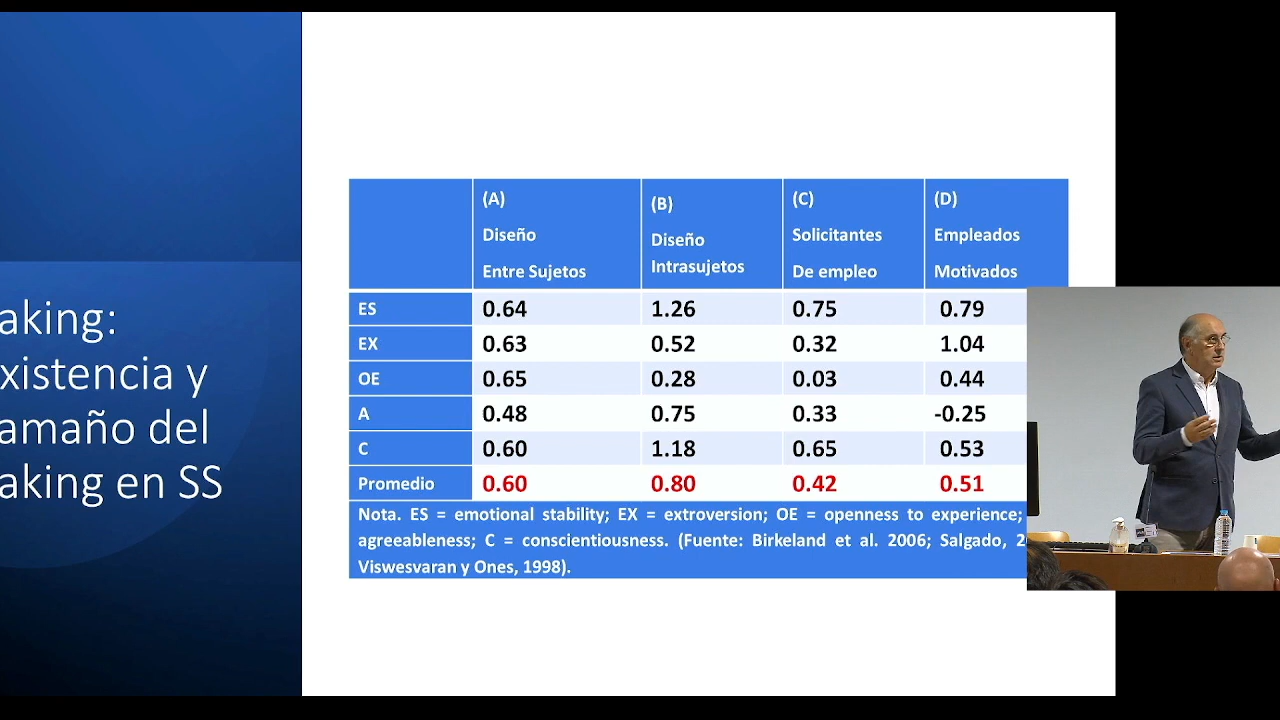 aking:
xistencia y
amaño del
aking en SS
(A) Diseño Entre Sujetos (B) Diseño Intrasujetos (C) Solicitantes De empleo (D) Empleados Motivados
ES 0.64 1.26 0.75 0.79
EX 0.63 0.52 0.32 1.04
OE 0.65 0.28 0.03 0.44
A 0.48 0.75 0.33 -0.25
C 0.60 1.18 0.65 0.53
Promedio 0.60 0.80 0.42 0.51
Nota. ES = emotional stability; EX = extroversion; OE = openness to experience;
agreeableness; C = conscientiousness. (Fuente: Birkeland et al. 2006; Salgado, 2
Viswesvaran y Ones, 1998).